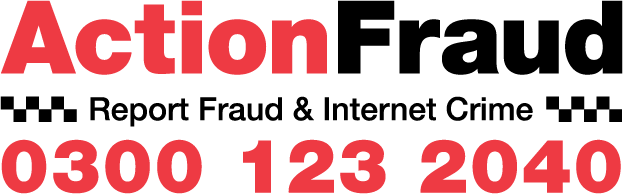 ActionFraud
Report Fraud & Internet Crime
0300 123 2040